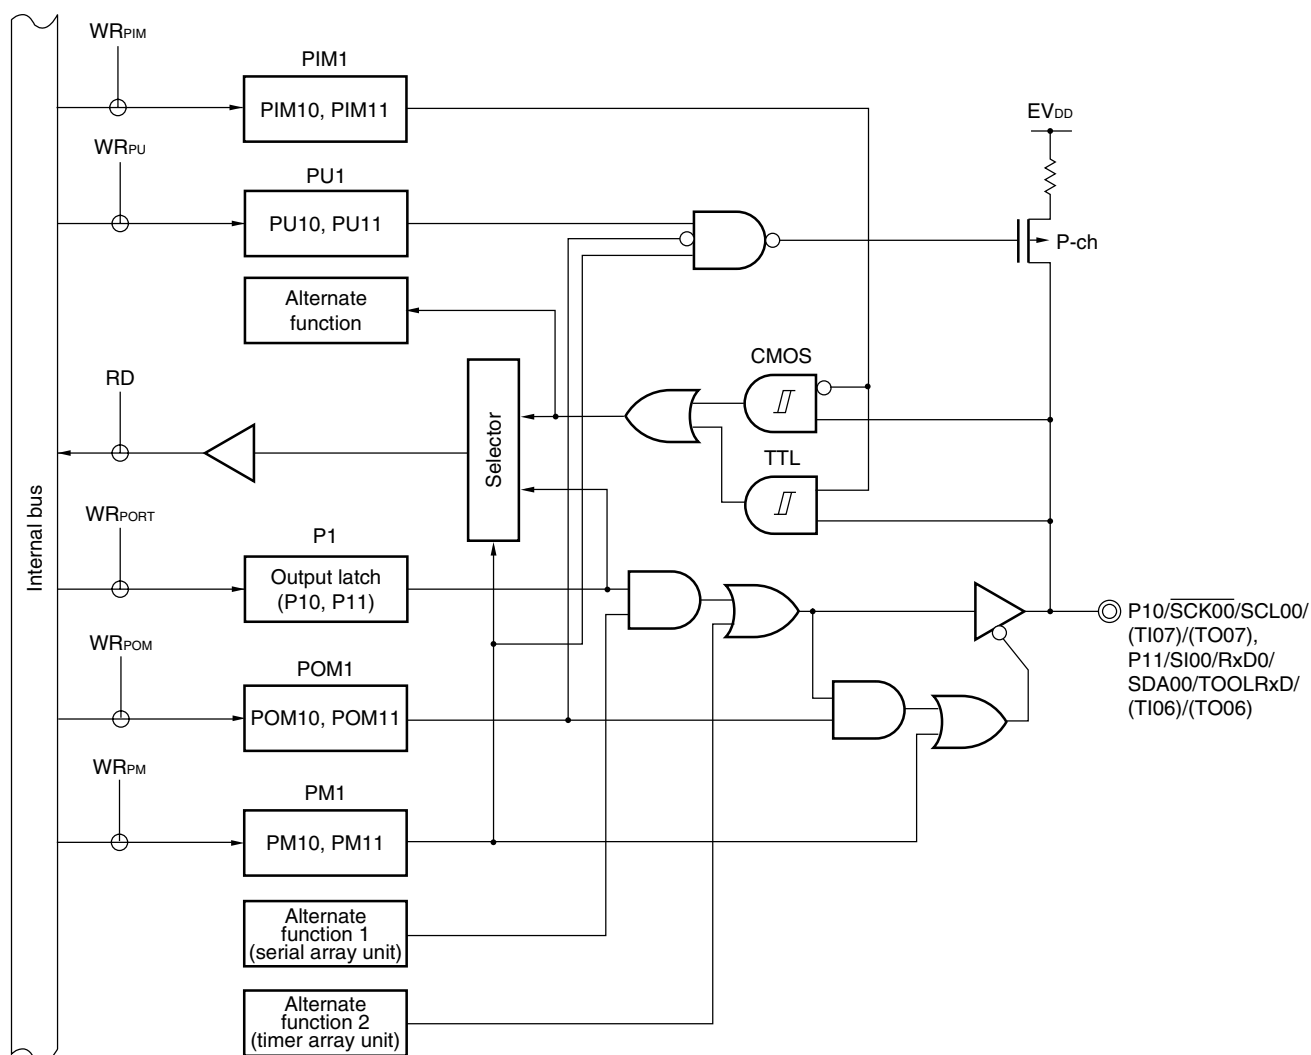 WRPIM
PIM1
PIM10, PIM11
EVDD
WRPU
PU1
PU10, PU11
P-ch
Alternate
function
CMOS
RD
Selector
TTL
Internal bus
WRPORT
P1
Output latch
(P10, P11)
P10/SCK00/SCL00/
(TI07)/(TO07),
P11/SI00/RxD0/
SDA00/TOOLRxD/
(TI06)/(TO06)
WRPOM
POM1
POM10, POM11
WRPM
PM1
PM10, PM11
Alternate
function 1
(serial array unit)
Alternate
function 2
(timer array unit)